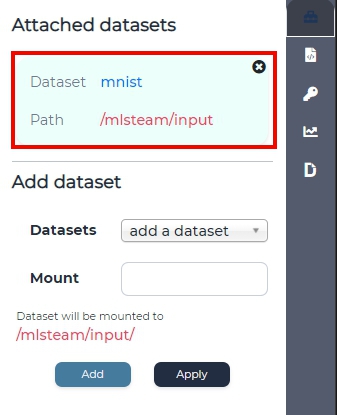 Attached datasets
Dataset mnist
Path /mlsteam/input
Add dataset
Datasets add a dataset
Mount
Dataset will be mounted to
/mlsteam/input/
Add Apply